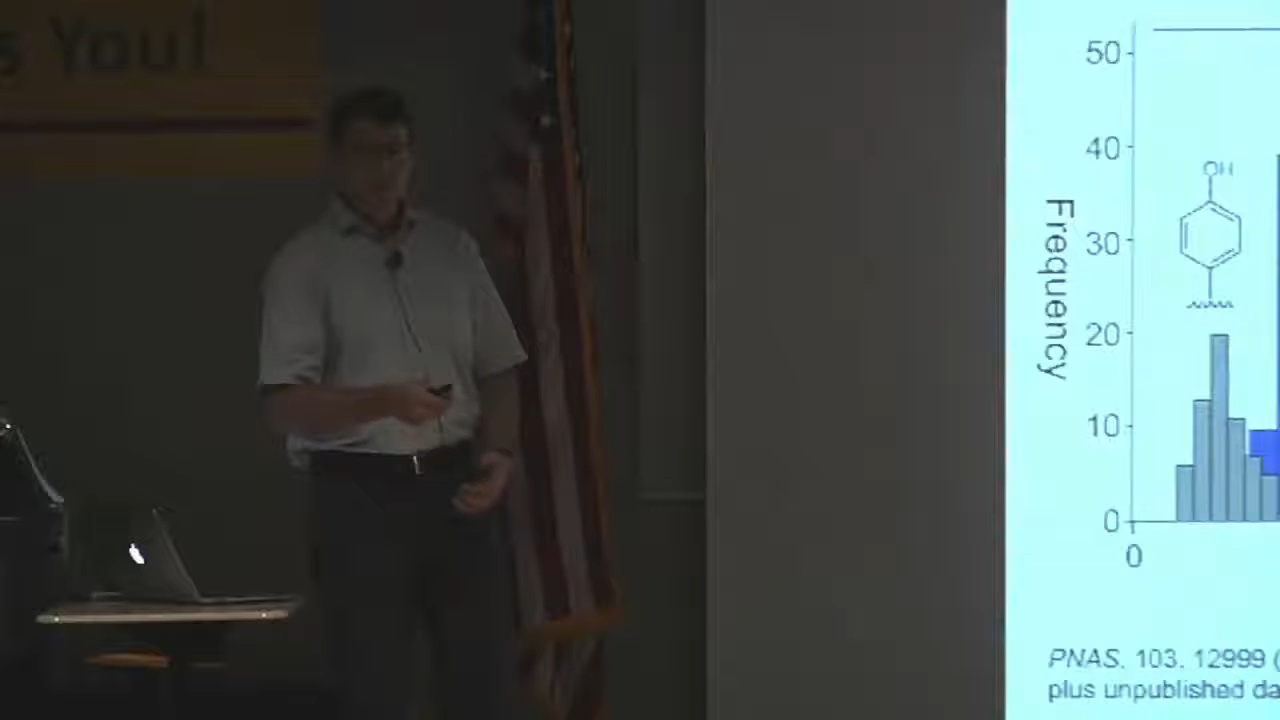 s You!
50
40
OH
30
Frequency
20
10
0
0
PNAS. 103. 12999 (
plus unpublished da